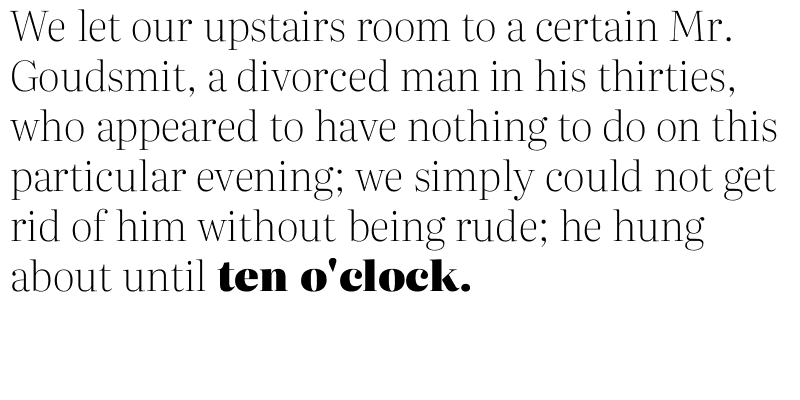 We let our upstairs room to a certain Mr.
Goudsmit, a divorced man in his thirties,
who appeared to have nothing to do on this
particular evening; we simply could not get
rid of him without being rude; he hung
about until ten o'clock.